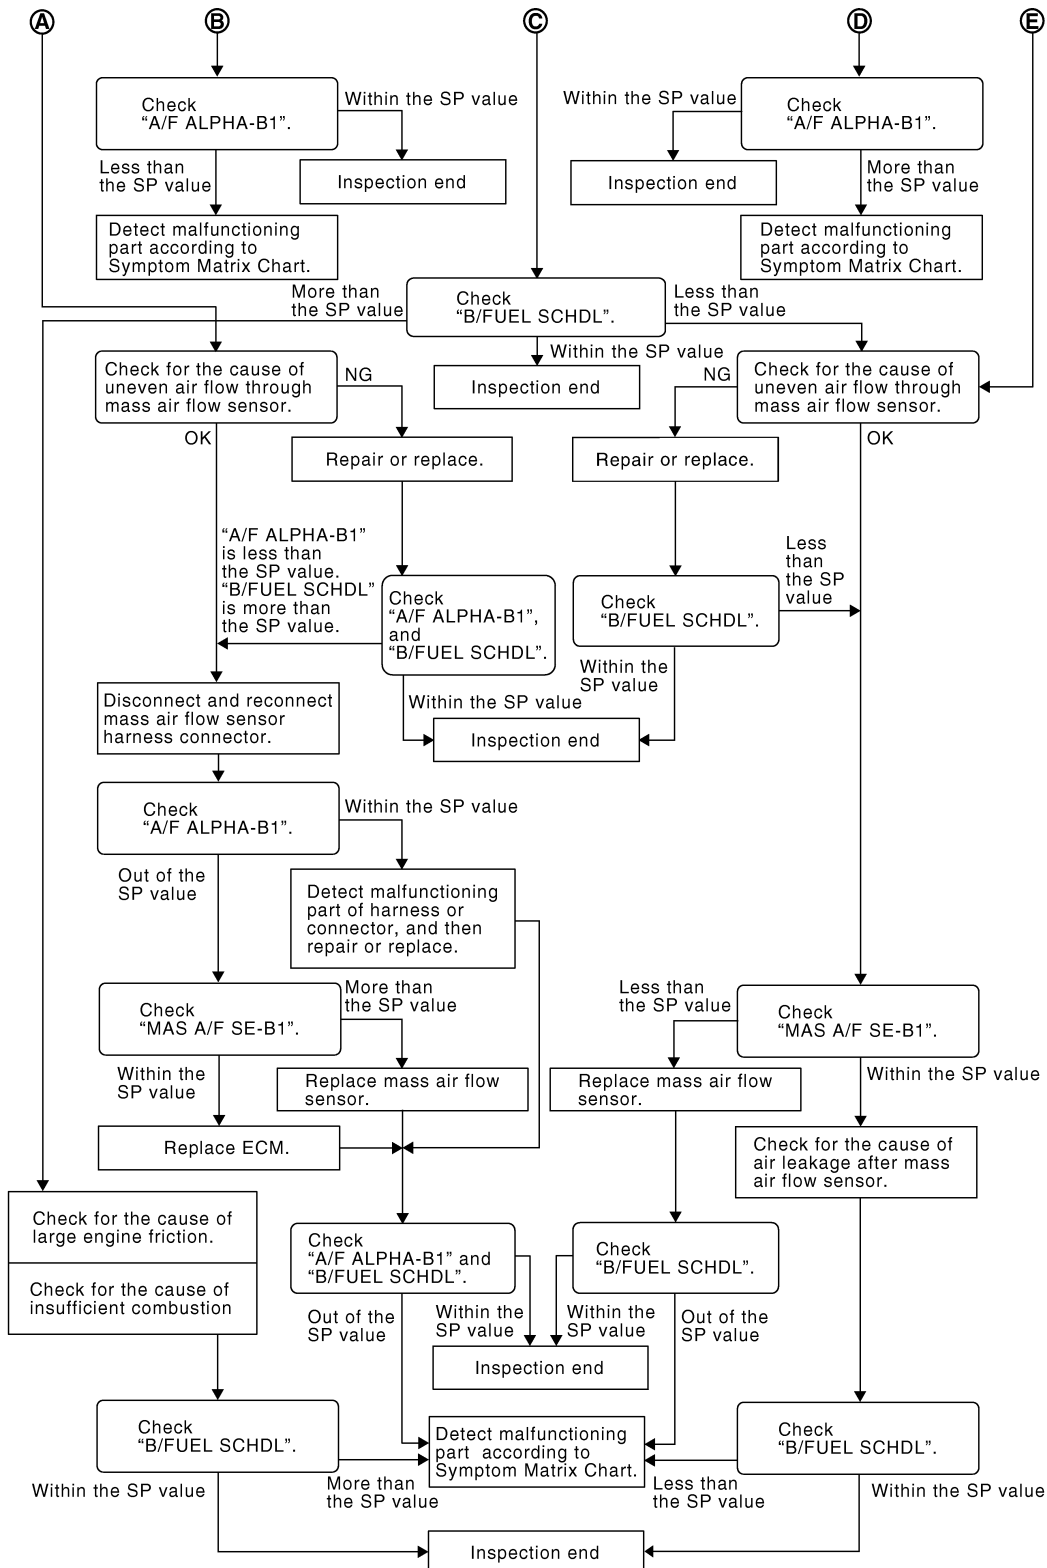 A
B
C
D
E
Check
“A/F ALPHA-B1”.
Within the SP value
Less than
the SP value
Inspection end
Detect malfunctioning
part according to
Symptom Matrix Chart.
Within the SP value
Check
“A/F ALPHA-B1”.
Inspection end
More than
the SP value
Detect malfunctioning
part according to
Symptom Matrix Chart.
More than
the SP value
Check
“B/FUEL SCHDL”.
Less than
the SP value
Within the SP value
Inspection end
Check for the cause of
uneven air flow through
mass air flow sensor.
NG
OK
Repair or replace.
NG
Check for the cause of
uneven air flow through
mass air flow sensor.
OK
Repair or replace.
“A/F ALPHA-B1”
is less than
the SP value.
“B/FUEL SCHDL”
is more than
the SP value.
Check
“A/F ALPHA-B1”,
and
“B/FUEL SCHDL”.
Check
“B/FUEL SCHDL”.
Less
than
the SP
value
Within the
SP value
Within the SP value
Inspection end
Disconnect and reconnect
mass air flow sensor
harness connector.
Check
“A/F ALPHA-B1”.
Within the SP value
Out of the
SP value
Detect malfunctioning
part of harness or
connector, and then
repair or replace.
Check
“MAS A/F SE-B1”.
More than
the SP value
Within the
SP value
Replace mass air flow
sensor.
Replace ECM.
Less than
the SP value
Check
“MAS A/F SE-B1”.
Within the SP value
Replace mass air flow
sensor.
Check for the cause of
air leakage after mass
air flow sensor.
Check for the cause of
large engine friction.
Check for the cause of
insufficient combustion
Check
“A/F ALPHA-B1” and
“B/FUEL SCHDL”.
Check
“B/FUEL SCHDL”.
Out of the
SP value
Within the
SP value
Within the
SP value
Out of the
SP value
Inspection end
Check
“B/FUEL SCHDL”.
Detect malfunctioning
part according to
Symptom Matrix Chart.
Check
“B/FUEL SCHDL”.
Within the SP value
More than
the SP value
Less than
the SP value
Within the SP value
Inspection end